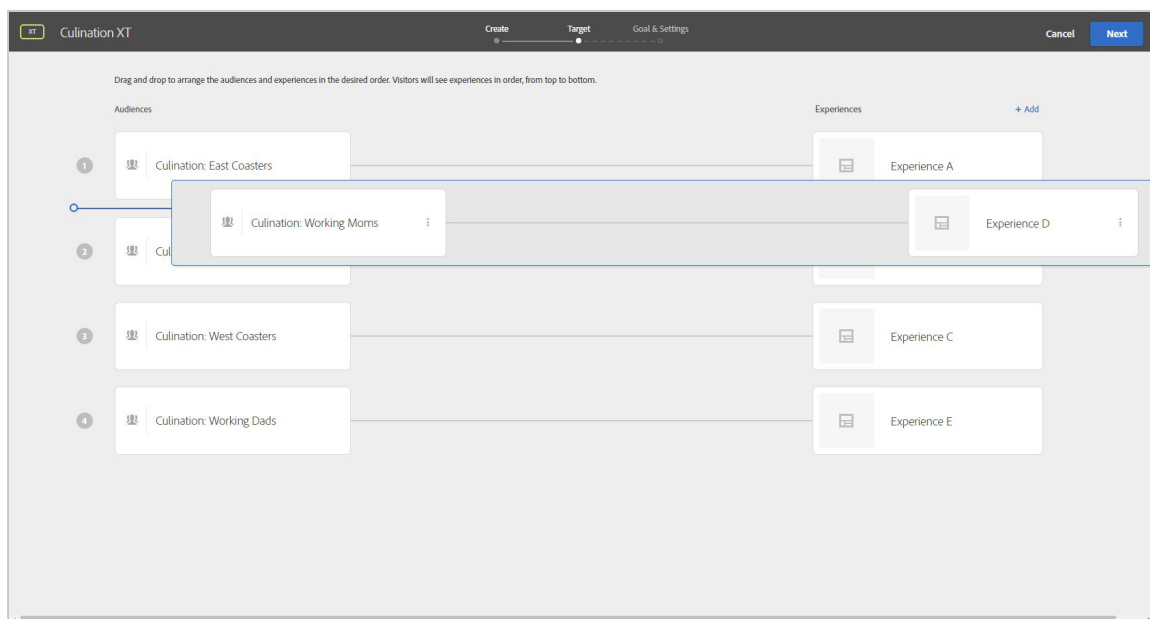 XT Culination XT Create Target Goal & Settings Cancel Next
Drag and drop to arrange the audiences and experiences in the desired order. Visitors will see experiences in order, from top to bottom.
Audiences Experiences + Add
1 Culination: East Coasters Experience A
Culination: Working Moms Experience D
2 Cul
3 Culination: West Coasters Experience C
4 Culination: Working Dads Experience E